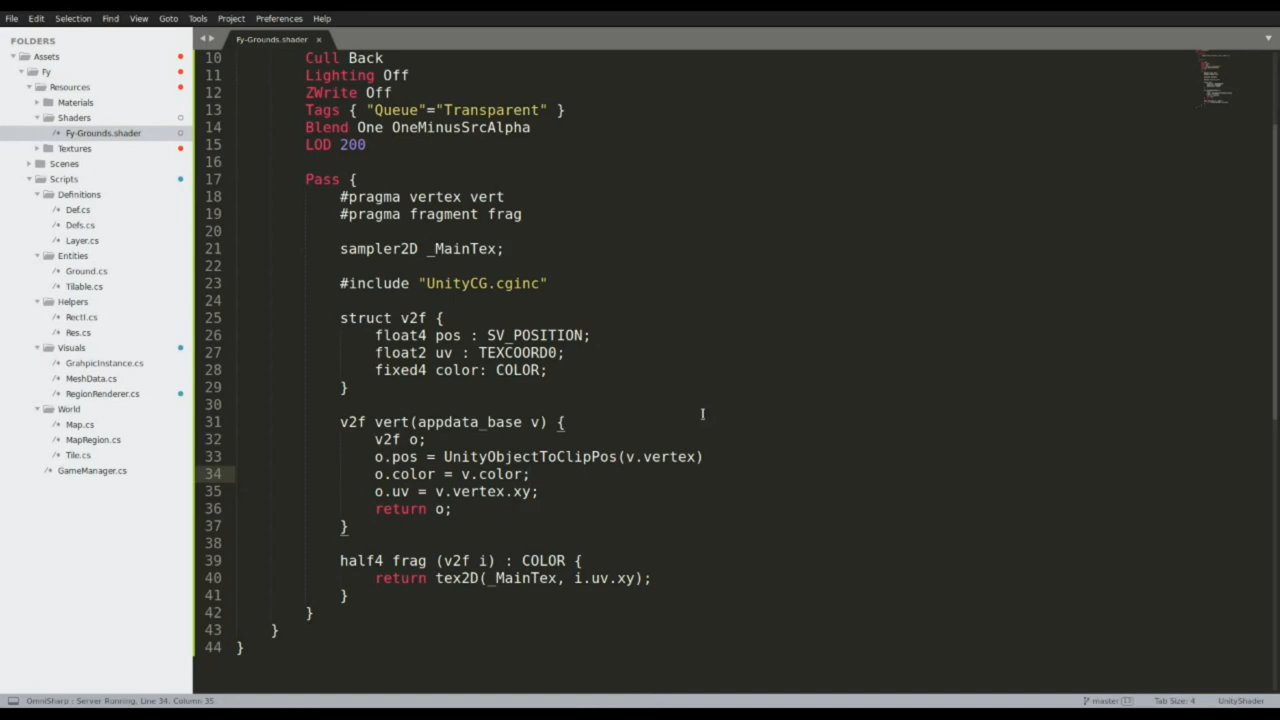 File Edit Selection Find View Goto Tools Project Preferences Help
FOLDERS
Assets
Fy
Resources
Materials
Shaders
/* Fy-Grounds.shader
Textures
Scenes
Scripts
Definitions
/* Def.cs
/* Defs.cs
/* Layer.cs
Entities
/* Ground.cs
/* Tilable.cs
Helpers
/* RectI.cs
/* Res.cs
Visuals
/* GrahpicInstance.cs
/* MeshData.cs
/* RegionRenderer.cs
World
/* Map.cs
/* MapRegion.cs
/* Tile.cs
/* GameManager.cs
Fy-Grounds.shader ×
10 Cull Back
11 Lighting Off
12 ZWrite Off
13 Tags { "Queue"="Transparent" }
14 Blend One OneMinusSrcAlpha
15 LOD 200
16
17 Pass {
18 #pragma vertex vert
19 #pragma fragment frag
20
21 sampler2D _MainTex;
22
23 #include "UnityCG.cginc"
24
25 struct v2f {
26 float4 pos : SV_POSITION;
27 float2 uv : TEXCOORD0;
28 fixed4 color: COLOR;
29 }
30
31 v2f vert(appdata_base v) {
32 v2f o;
33 o.pos = UnityObjectToClipPos(v.vertex)
34 o.color = v.color;
35 o.uv = v.vertex.xy;
36 return o;
37 }
38
39 half4 frag (v2f i) : COLOR {
40 return tex2D(_MainTex, i.uv.xy);
41 }
42 }
43 }
44 }
OmniSharp : Server Running, Line 34, Column 35 master 13 Tab Size: 4 UnityShader